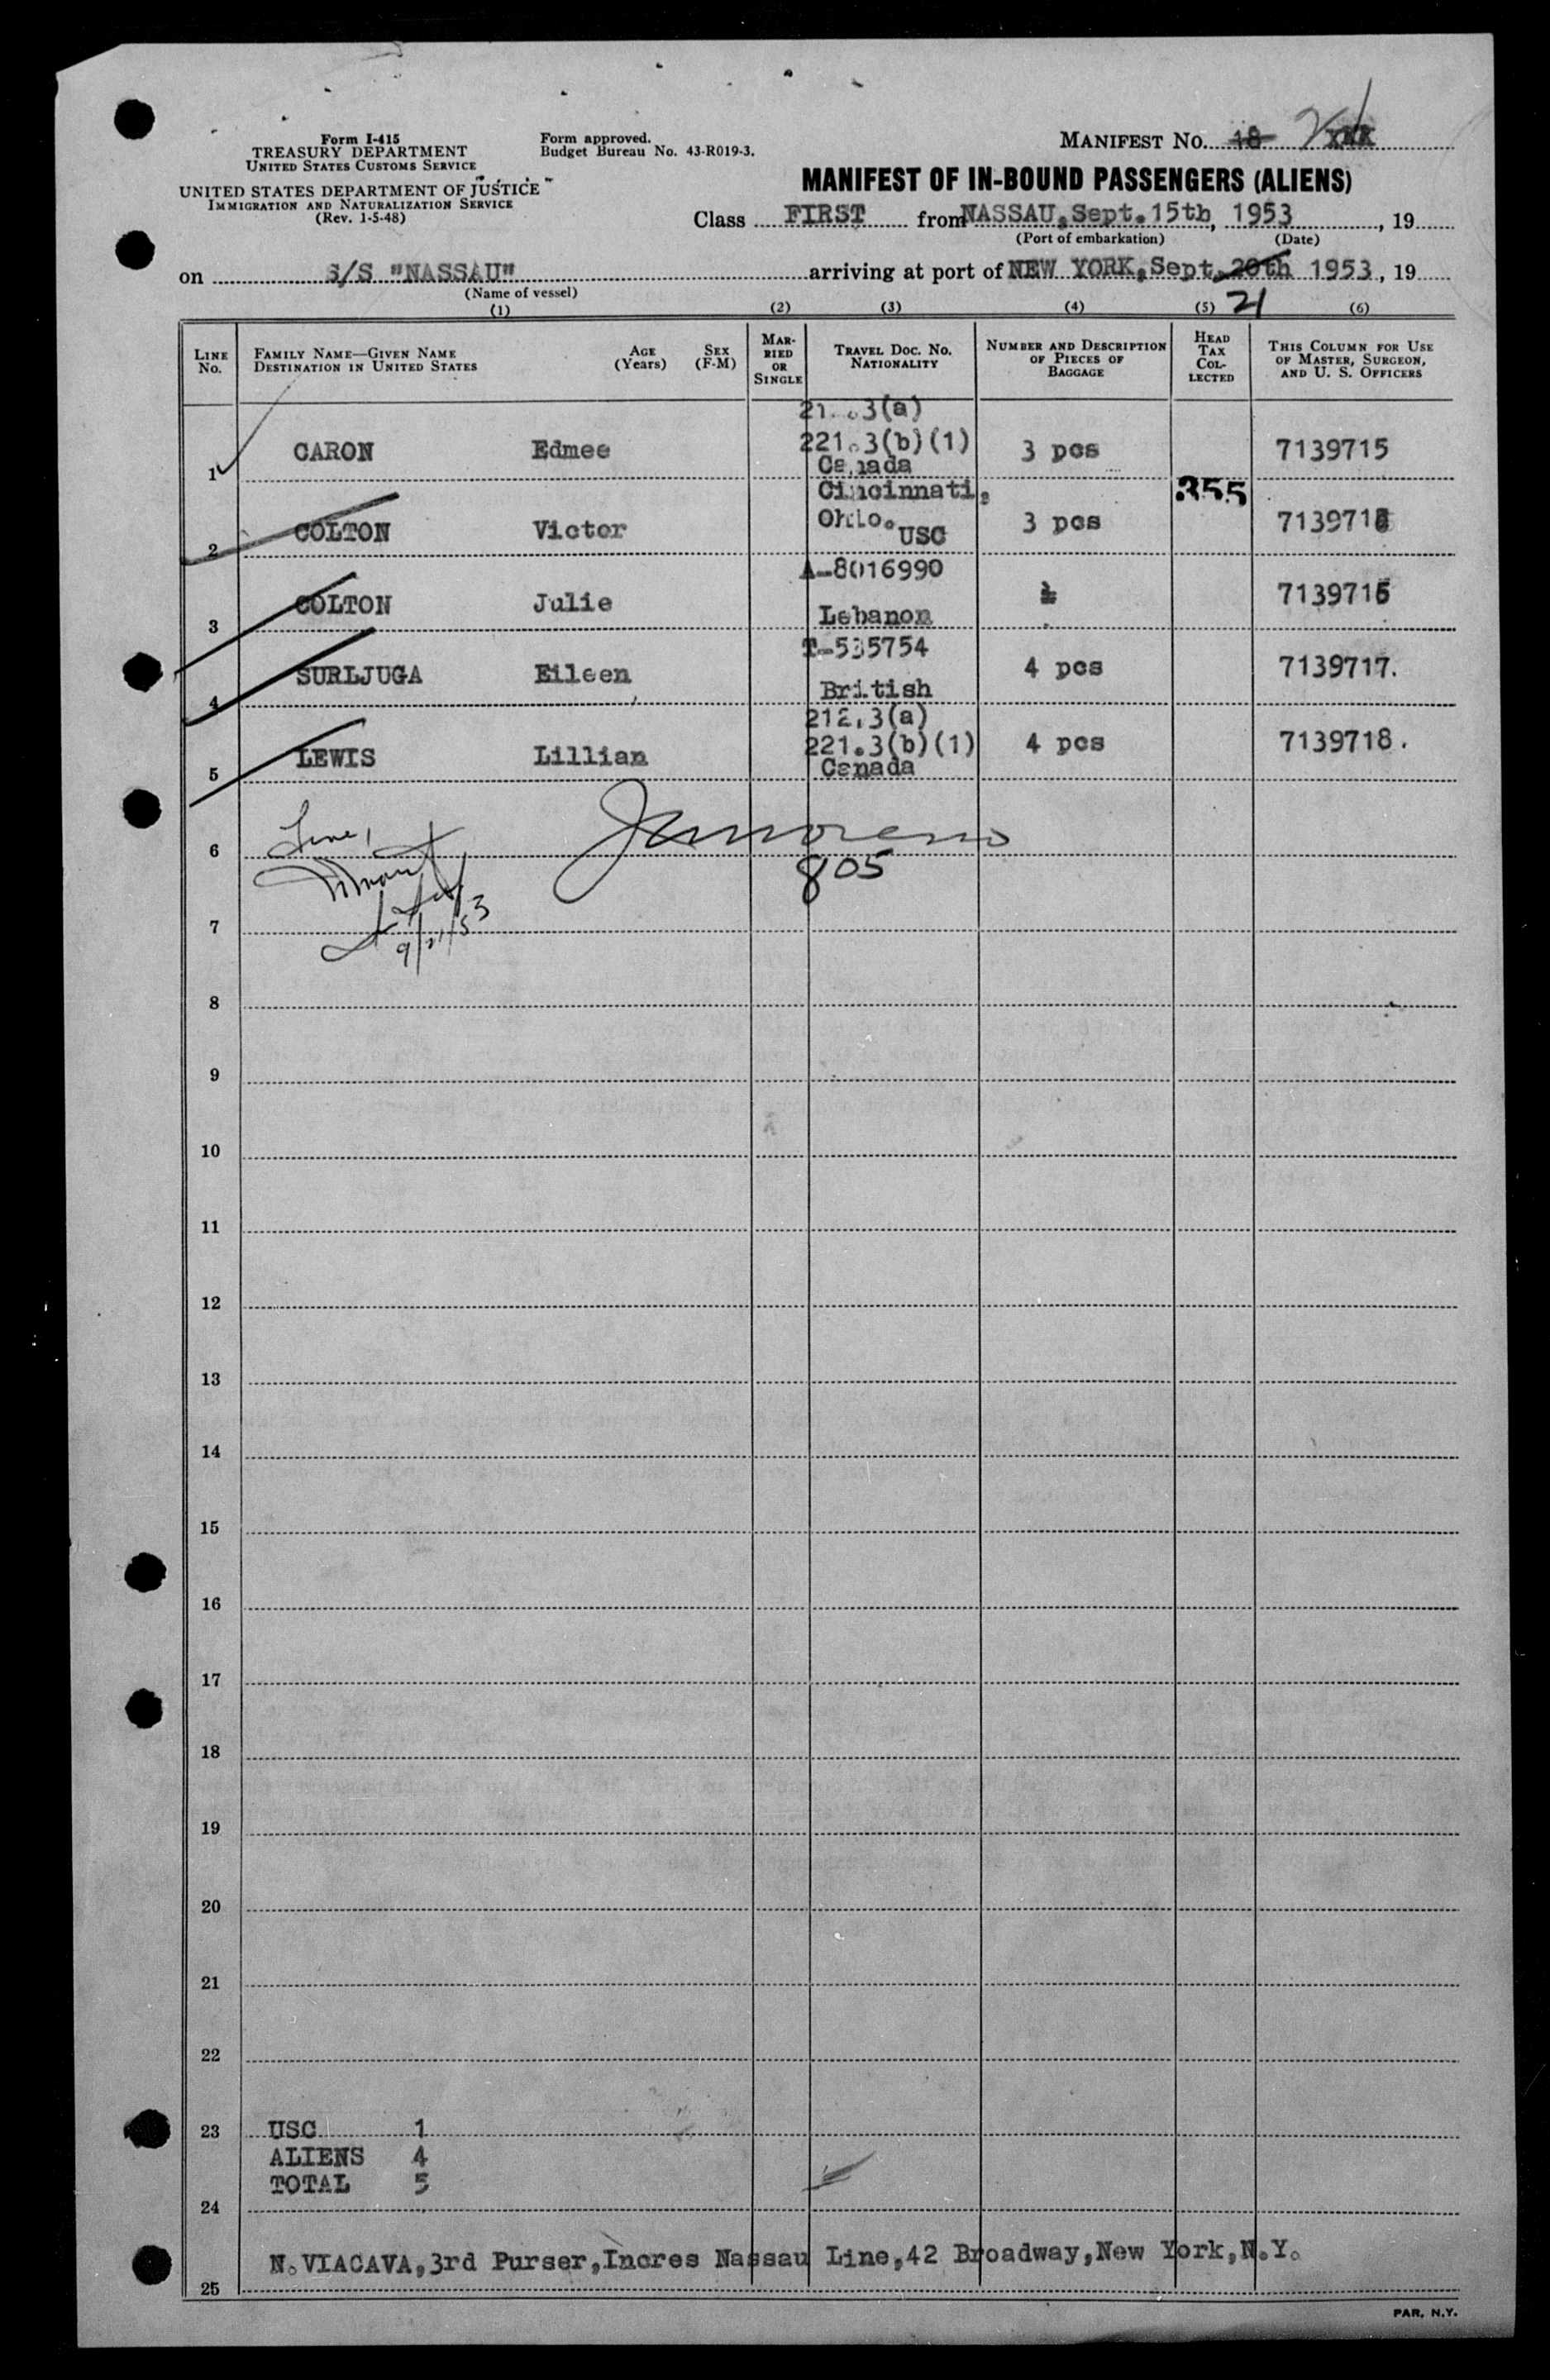 Form I-415
TREASURY DEPARTMENT
UNITED STATES CUSTOMS SERVICE
UNITED STATES DEPARTMENT OF JUSTICE
IMMIGRATION AND NATURALIZATION SERVICE
(Rev. 1-5-48)
Form approved.
Budget Bureau No. 43-R019-3.
MANIFEST NO. 18 XXX
MANIFEST OF IN-BOUND PASSENGERS (ALIENS)
Class FIRST from NASSAU, Sept. 15th, 1953, 19
(Port of embarkation) (Date)
on S/S "NASSAU" arriving at port of NEW YORK, Sept. 20th 1953, 19
(Name of vessel) 21
(1) (2) (3) (4) (5) (6)
LINE No. FAMILY NAME—GIVEN NAME DESTINATION IN UNITED STATES AGE (Years) SEX (F-M) MARRIED OR SINGLE TRAVEL DOC. NO. NATIONALITY NUMBER AND DESCRIPTION OF PIECES OF BAGGAGE HEAD TAX COLLECTED THIS COLUMN FOR USE OF MASTER, SURGEON, AND U. S. OFFICERS
1 CARON Edmee 221.3(b)(1) Canada 3 pcs 7139715
2 COLTON Victor Cincinnati, Ohio. USC 3 pcs 355
3 COLTON Julie A-8016990 Lebanon 7139716
4 SURLJUGA Eileen T-535754 British 4 pcs 7139717.
5 LEWIS Lillian 212.3(a) 221.3(b)(1) Canada 4 pcs 7139718.
6 Line 1
805
7 9/21/53
8
9
10
11
12
13
14
15
16
17
18
19
20
21
22
23 USC 1
ALIENS 4
TOTAL 5
24
N. VIACAVA, 3rd Purser, Incres Nassau Line, 42 Broadway, New York, N.Y.
25
PAR. N.Y.